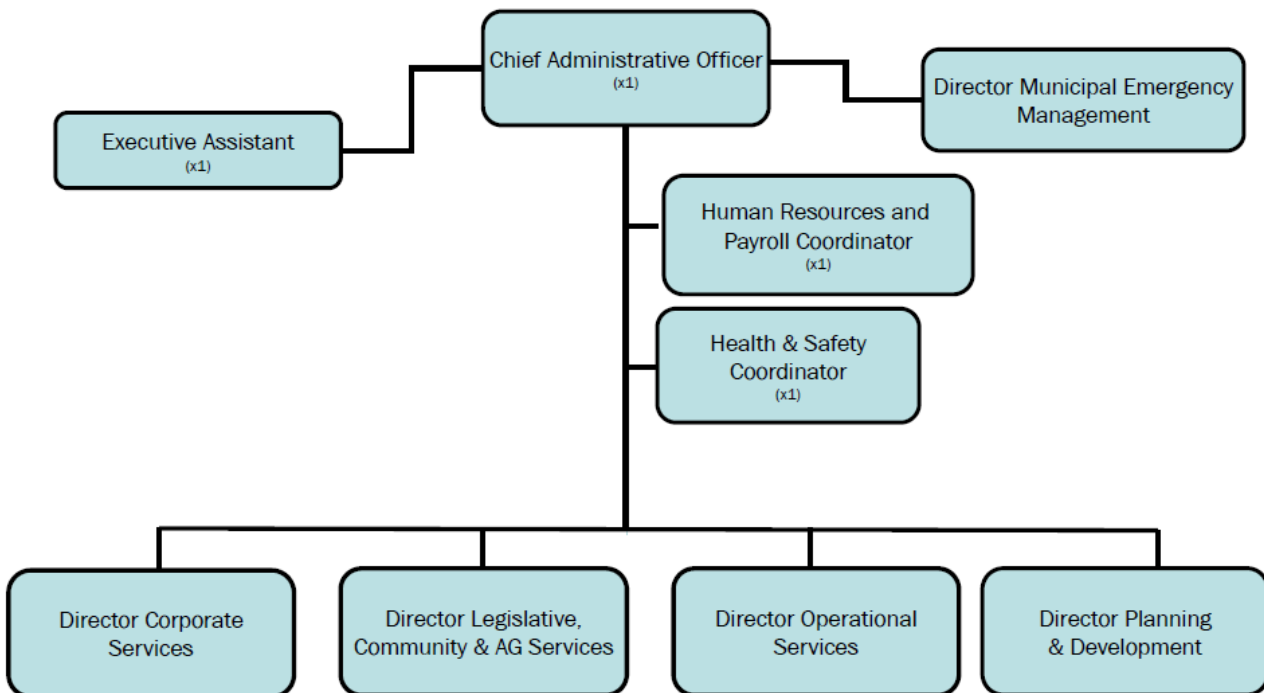 Chief Administrative Officer
(x1)
Director Municipal Emergency
Management
Executive Assistant
(x1)
Human Resources and
Payroll Coordinator
(x1)
Health & Safety
Coordinator
(x1)
Director Corporate
Services
Director Legislative,
Community & AG Services
Director Operational
Services
Director Planning
& Development